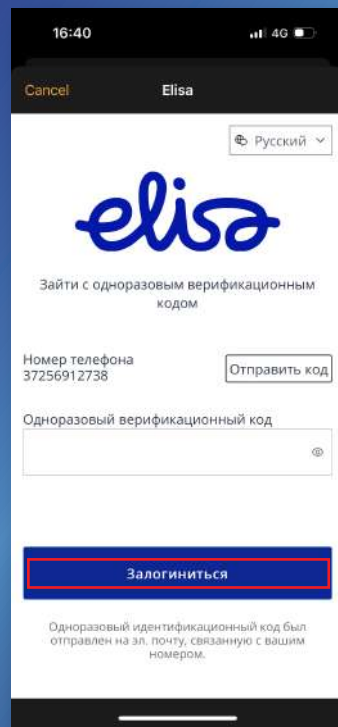 16:40
4G
Cancel
Elisa
Русский
elisa
Зайти с одноразовым верификационным
кодом
Номер телефона
37256912738
Отправить код
Одноразовый верификационный код
Залогиниться
Одноразовый идентификационный код был
отправлен на эл. почту, связанную с вашим
номером.